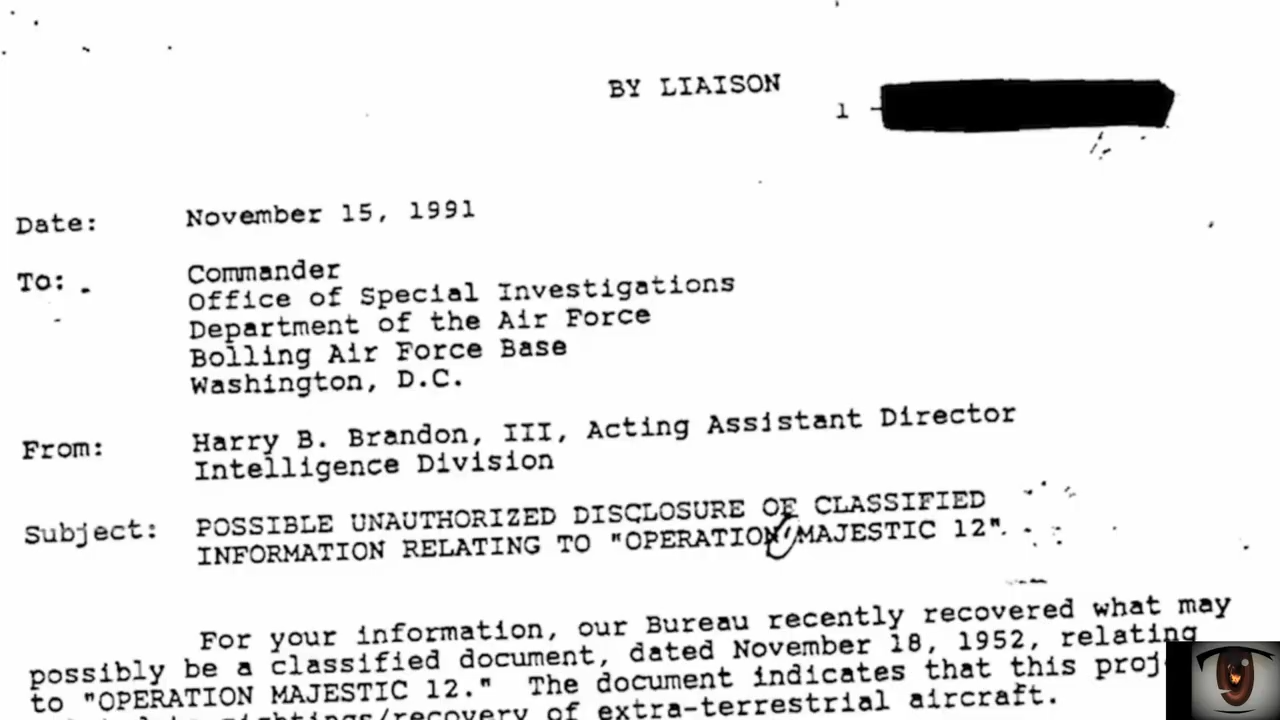 BY LIAISON
1 -
Date: November 15, 1991
To: Commander
Office of Special Investigations
Department of the Air Force
Bolling Air Force Base
Washington, D.C.
From: Harry B. Brandon, III, Acting Assistant Director
Intelligence Division
Subject: POSSIBLE UNAUTHORIZED DISCLOSURE OF CLASSIFIED
INFORMATION RELATING TO "OPERATION MAJESTIC 12".
For your information, our Bureau recently recovered what may
possibly be a classified document, dated November 18, 1952, relating
to "OPERATION MAJESTIC 12." The document indicates that this
sightings/recovery of extra-terrestrial aircraft.